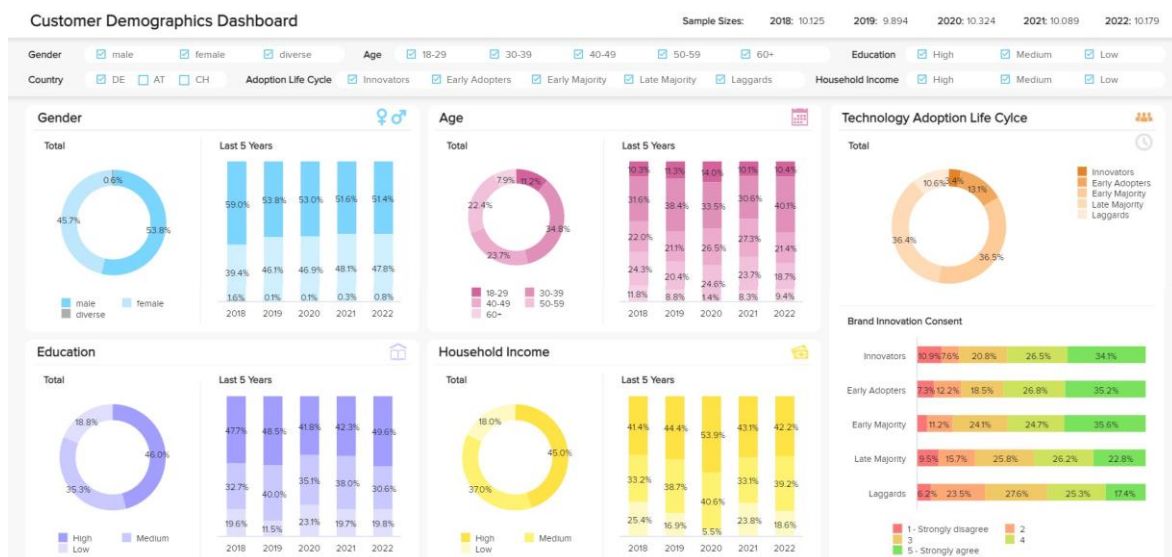 Customer Demographics Dashboard
Sample Sizes: 2018: 10.125 2019: 9.894 2020: 10.324 2021: 10.089 2022: 10.179
Gender male female diverse Age 18-29 30-39 40-49 50-59 60+ Education High Medium Low
Country DE AT CH Adoption Life Cycle Innovators Early Adopters Early Majority Late Majority Laggards Household Income High Medium Low
Gender
Total
0.6%
45.7%
53.8%
male female
diverse
Last 5 Years
59.0% 53.8% 53.0% 51.6% 51.4%
39.4% 46.1% 46.9% 48.1% 47.8%
1.6% 0.1% 0.1% 0.3% 0.8%
2018 2019 2020 2021 2022
Age
Total
7.9% 11.2%
22.4%
34.8%
23.7%
18-29 30-39
40-49 50-59
60+
Last 5 Years
10.3% 11.3% 14.0% 10.1% 10.4%
31.6% 38.4% 33.5% 30.6% 40.1%
22.0% 21.1% 26.5% 27.3% 21.4%
24.3% 20.4% 24.6% 23.7% 18.7%
11.8% 8.8% 1.4% 8.3% 9.4%
2018 2019 2020 2021 2022
Technology Adoption Life Cylce
Total
10.6% 3.4% 13.1%
36.4%
36.5%
Innovators
Early Adopters
Early Majority
Late Majority
Laggards
Brand Innovation Consent
Innovators 10.9% 7.6% 20.8% 26.5% 34.1%
Early Adopters 7.3% 12.2% 18.5% 26.8% 35.2%
Early Majority 11.2% 24.1% 24.7% 35.6%
Late Majority 9.5% 15.7% 25.8% 26.2% 22.8%
Laggards 6.2% 23.5% 27.6% 25.3% 17.4%
1 - Strongly disagree 2
3 4
5 - Strongly agree
Education
Total
18.8%
46.0%
35.3%
High Medium
Low
Last 5 Years
47.7% 48.5% 41.8% 42.3% 49.6%
32.7% 40.0% 35.1% 38.0% 30.6%
19.6% 11.5% 23.1% 19.7% 19.8%
2018 2019 2020 2021 2022
Household Income
Total
18.0%
45.0%
37.0%
High Medium
Low
Last 5 Years
41.4% 44.4% 53.9% 43.1% 42.2%
33.2% 38.7% 40.6% 33.1% 39.2%
25.4% 16.9% 5.5% 23.8% 18.6%
2018 2019 2020 2021 2022